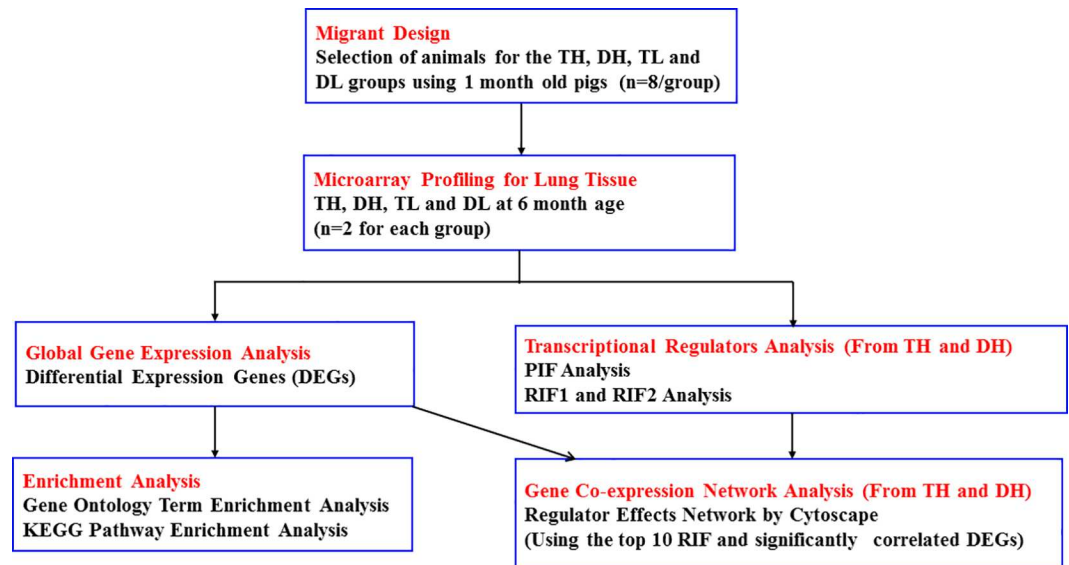 Migrant Design
Selection of animals for the TH, DH, TL and
DL groups using 1 month old pigs (n=8/group)
Microarray Profiling for Lung Tissue
TH, DH, TL and DL at 6 month age
(n=2 for each group)
Global Gene Expression Analysis
Differential Expression Genes (DEGs)
Transcriptional Regulators Analysis (From TH and DH)
PIF Analysis
RIF1 and RIF2 Analysis
Enrichment Analysis
Gene Ontology Term Enrichment Analysis
KEGG Pathway Enrichment Analysis
Gene Co-expression Network Analysis (From TH and DH)
Regulator Effects Network by Cytoscape
(Using the top 10 RIF and significantly correlated DEGs)